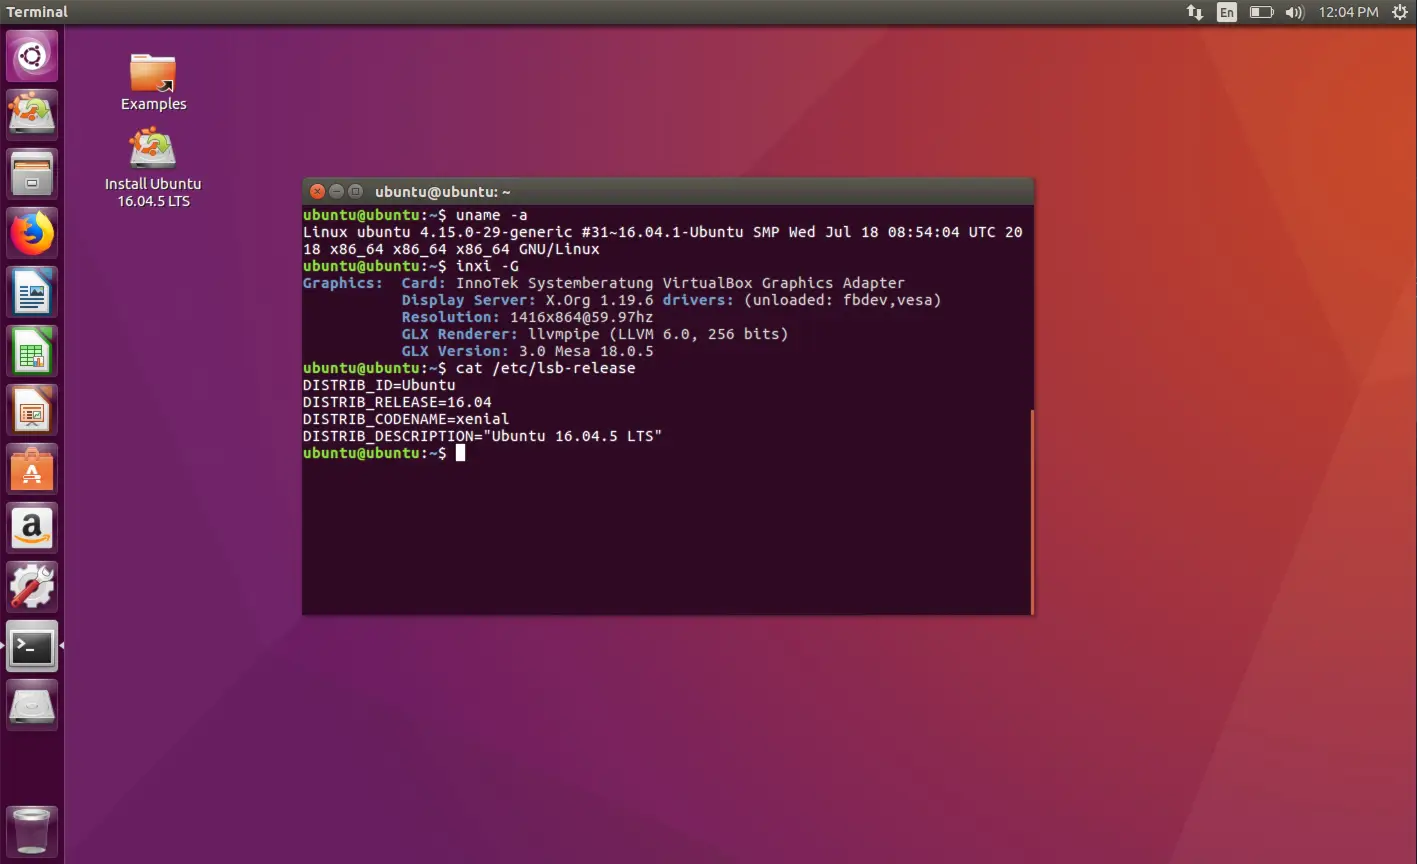 Terminal
En
12:04 PM
Examples
Install Ubuntu
16.04.5 LTS
ubuntu@ubuntu: ~
ubuntu@ubuntu:~$ uname -a
Linux ubuntu 4.15.0-29-generic #31~16.04.1-Ubuntu SMP Wed Jul 18 08:54:04 UTC 20
18 x86_64 x86_64 x86_64 GNU/Linux
ubuntu@ubuntu:~$ inxi -G
Graphics:  Card: InnoTek Systemberatung VirtualBox Graphics Adapter
           Display Server: X.Org 1.19.6 drivers: (unloaded: fbdev,vesa)
           Resolution: 1416x864@59.97hz
           GLX Renderer: llvmpipe (LLVM 6.0, 256 bits)
           GLX Version: 3.0 Mesa 18.0.5
ubuntu@ubuntu:~$ cat /etc/lsb-release
DISTRIB_ID=Ubuntu
DISTRIB_RELEASE=16.04
DISTRIB_CODENAME=xenial
DISTRIB_DESCRIPTION="Ubuntu 16.04.5 LTS"
ubuntu@ubuntu:~$